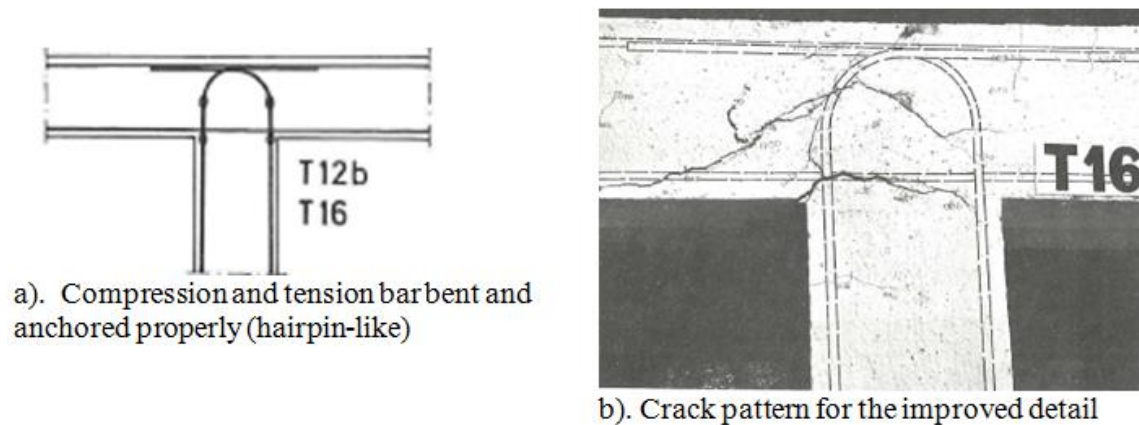 T12b
T16
a). Compression and tension bar bent and
anchored properly (hairpin-like)
T16
b). Crack pattern for the improved detail